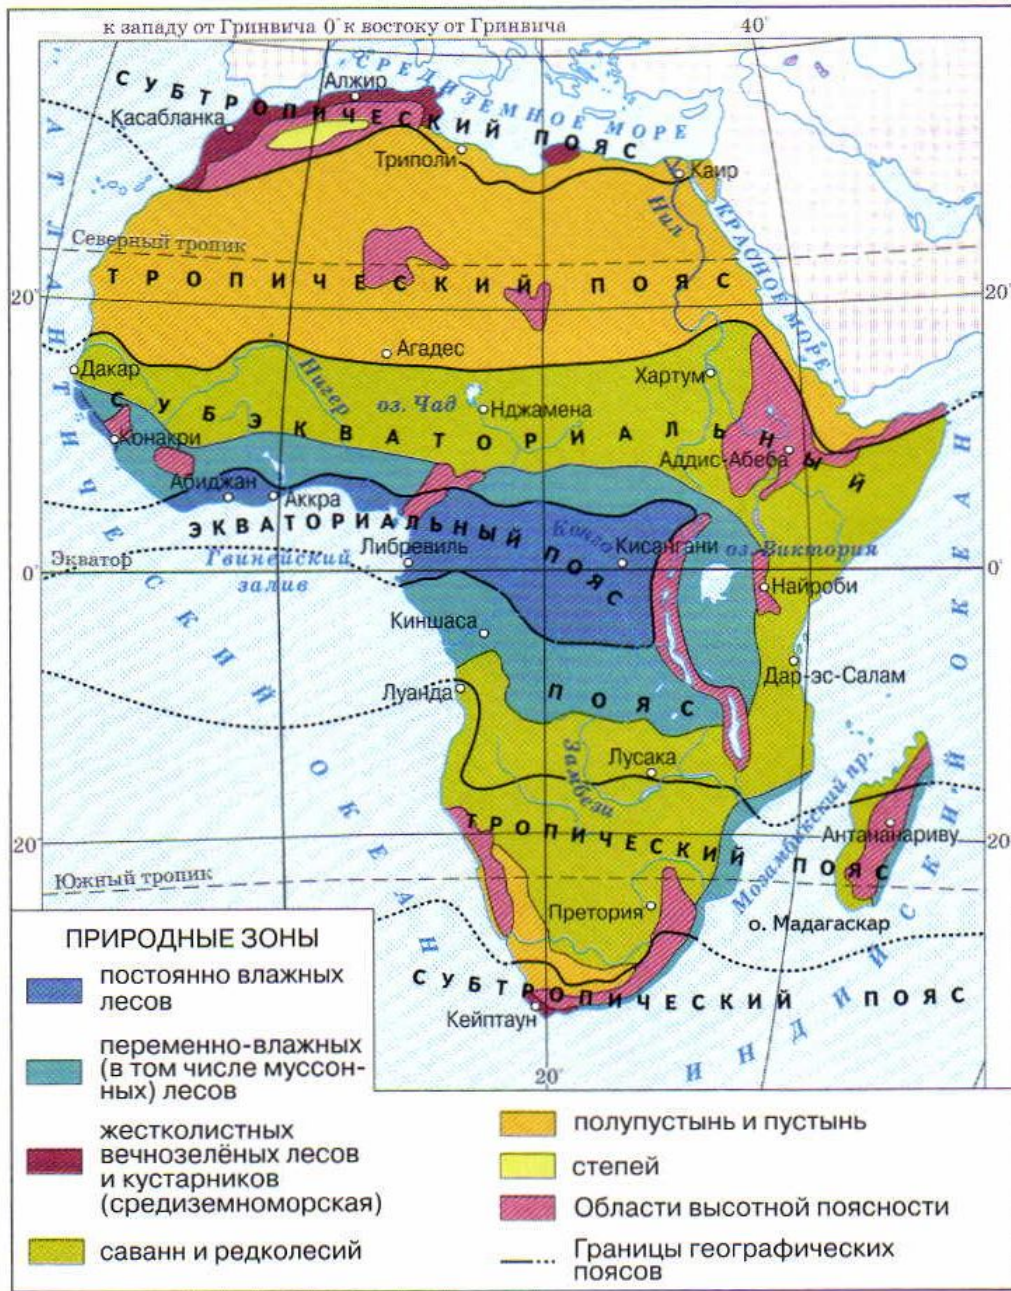 к западу от Гринвича 0° к востоку от Гринвича
40°
СРЕДИЗЕМНОЕ МОРЕ
СУБТРОПИЧЕСКИЙ ПОЯС
Алжир
Касабланка
Триполи
Каир
Нил
КРАСНОЕ МОРЕ
АТЛАНТИЧЕСКИЙ ОКЕАН
Северный тропик
ТРОПИЧЕСКИЙ ПОЯС
20°
20°
Агадес
Дакар
Хартум
Нигер
оз. Чад
Нджамена
СУБЭКВАТОРИАЛЬНЫЙ
Конакри
Аддис-Абеба
Абиджан
Аккра
ЭКВАТОРИАЛЬНЫЙ ПОЯС
Конго
Экватор
Гвинейский
залив
Либревиль
Кисангани
оз. Виктория
0°
0°
Найроби
Киншаса
Дар-эс-Салам
Луанда
ПОЯС
Лусака
Замбези
Мозамбикский пр.
ТРОПИЧЕСКИЙ ПОЯС
Антананариву
20°
20°
Южный тропик
Претория
о. Мадагаскар
СУБТРОПИЧЕСКИЙ ПОЯС
Кейптаун
ИНДИЙСКИЙ ОКЕАН
20°
40°
ПРИРОДНЫЕ ЗОНЫ
постоянно влажных
лесов
переменно-влажных
(в том числе муссон-
ных) лесов
жестколистных
вечнозелёных лесов
и кустарников
(средиземноморская)
саванн и редколесий
полупустынь и пустынь
степей
Области высотной поясности
Границы географических
поясов